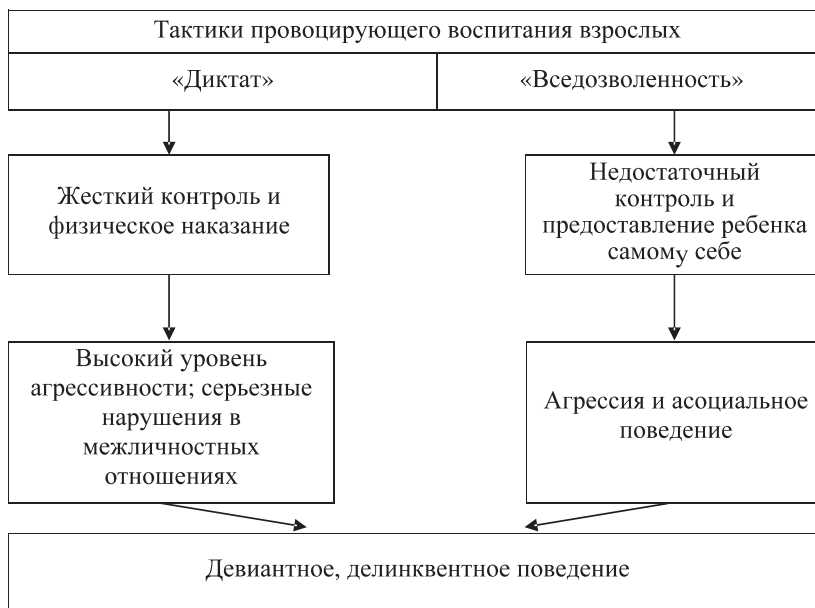 Тактики провоцирующего воспитания взрослых
«Диктат»
«Вседозволенность»
Жесткий контроль и
физическое наказание
Недостаточный
контроль и
предоставление ребенка
самому себе
Высокий уровень
агрессивности; серьезные
нарушения в
межличностных
отношениях
Агрессия и асоциальное
поведение
Девиантное, делинквентное поведение